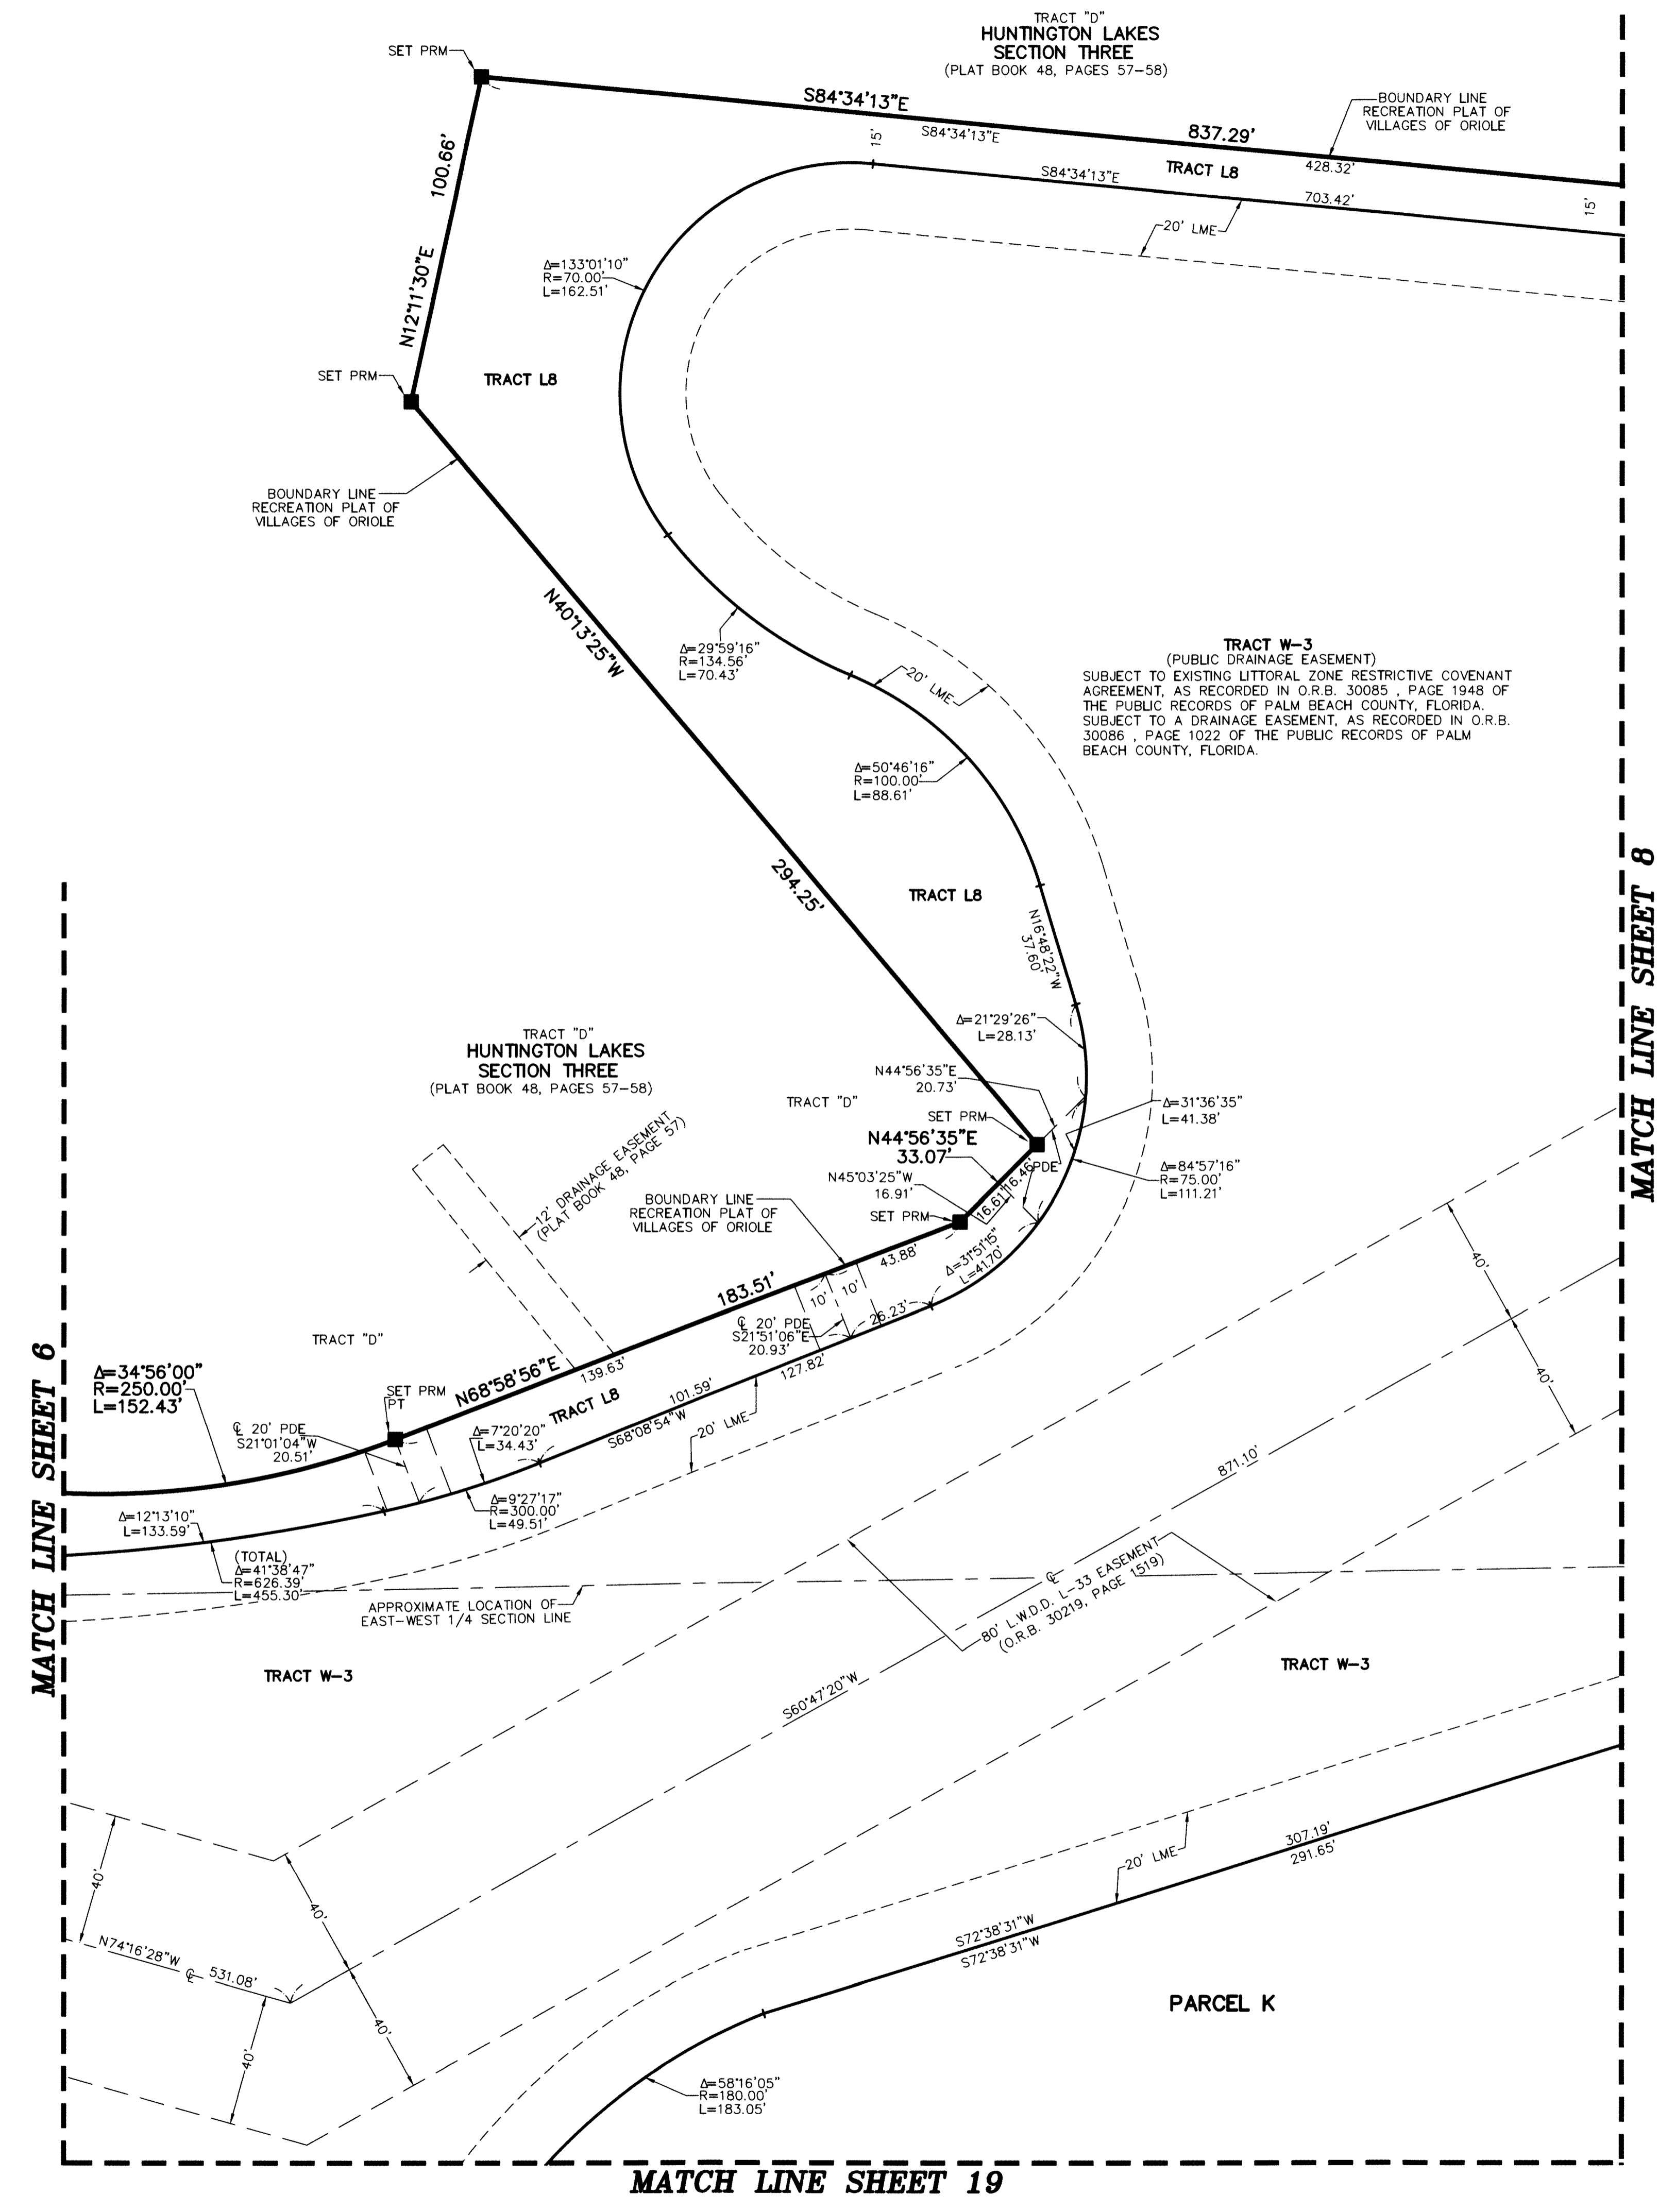 TRACT "D"
HUNTINGTON LAKES
SECTION THREE
(PLAT BOOK 48, PAGES 57-58)
SET PRM
S84°34'13"E
837.29'
BOUNDARY LINE
RECREATION PLAT OF
VILLAGES OF ORIOLE
S84°34'13"E
15'
428.32'
TRACT L8
S84°34'13"E
703.42'
15'
20' LME
100.66'
N12°11'30"E
Δ=133°01'10"
R=70.00'
L=162.51'
SET PRM
TRACT L8
BOUNDARY LINE
RECREATION PLAT OF
VILLAGES OF ORIOLE
N40°13'25"W
294.25'
Δ=29°59'16"
R=134.56'
L=70.43'
20' LME
TRACT W-3
(PUBLIC DRAINAGE EASEMENT)
SUBJECT TO EXISTING LITTORAL ZONE RESTRICTIVE COVENANT
AGREEMENT, AS RECORDED IN O.R.B. 30085 , PAGE 1948 OF
THE PUBLIC RECORDS OF PALM BEACH COUNTY, FLORIDA.
SUBJECT TO A DRAINAGE EASEMENT, AS RECORDED IN O.R.B.
30086 , PAGE 1022 OF THE PUBLIC RECORDS OF PALM
BEACH COUNTY, FLORIDA.
Δ=50°46'16"
R=100.00'
L=88.61'
TRACT L8
N16°48'22"W
37.60'
MATCH LINE SHEET 8
Δ=21°29'26"
L=28.13'
TRACT "D"
HUNTINGTON LAKES
SECTION THREE
(PLAT BOOK 48, PAGES 57-58)
N44°56'35"E
20.73'
TRACT "D"
SET PRM
Δ=31°36'35"
L=41.38'
N44°56'35"E
33.07'
PDE
16.46'
16.61'
Δ=84°57'16"
R=75.00'
L=111.21'
N45°03'25"W
16.91'
SET PRM
12' DRAINAGE EASEMENT
(PLAT BOOK 48, PAGE 57)
BOUNDARY LINE
RECREATION PLAT OF
VILLAGES OF ORIOLE
43.88'
Δ=31°51'15"
L=41.70'
183.51'
10'
10'
26.23'
℄ 20' PDE
S21°51'06"E
20.93'
127.82'
TRACT "D"
MATCH LINE SHEET 6
Δ=34°56'00"
R=250.00'
L=152.43'
SET PRM
PT
N68°58'56"E
139.63'
TRACT L8
101.59'
S68°08'54"W
20' LME
℄ 20' PDE
S21°01'04"W
20.51'
Δ=7°20'20"
L=34.43'
Δ=9°27'17"
R=300.00'
L=49.51'
Δ=12°13'10"
L=133.59'
(TOTAL)
Δ=41°38'47"
R=626.39'
L=455.30'
APPROXIMATE LOCATION OF
EAST-WEST 1/4 SECTION LINE
40'
40'
871.10'
℄
80' L.W.D.D. L-33 EASEMENT
(O.R.B. 30219, PAGE 1519)
TRACT W-3
TRACT W-3
S60°47'20"W
40'
40'
N74°16'28"W
℄
531.08'
40'
40'
20' LME
307.19'
291.65'
S72°38'31"W
S72°38'31"W
PARCEL K
Δ=58°16'05"
R=180.00'
L=183.05'
MATCH LINE SHEET 19